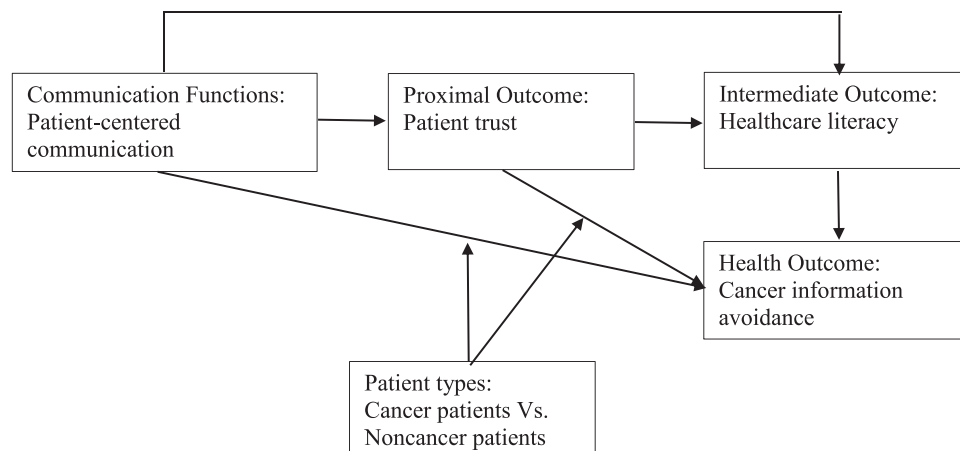 Communication Functions:
Patient-centered
communication
Proximal Outcome:
Patient trust
Intermediate Outcome:
Healthcare literacy
Health Outcome:
Cancer information
avoidance
Patient types:
Cancer patients Vs.
Noncancer patients